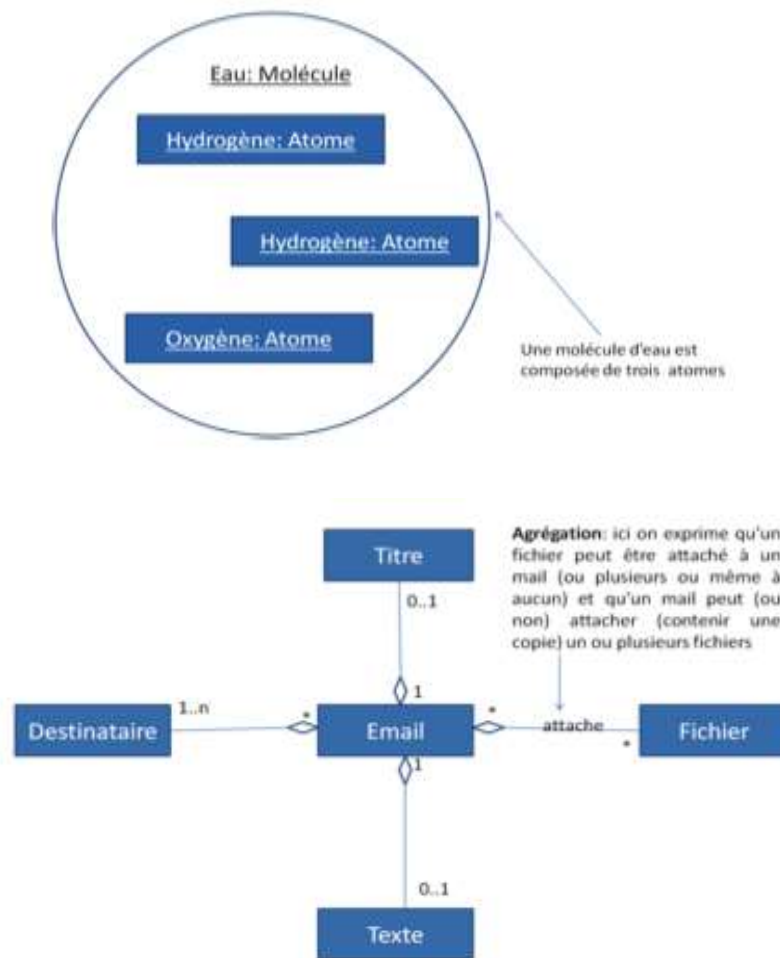 Eau: Molécule
Hydrogène: Atome
Hydrogène: Atome
Oxygène: Atome
Une molécule d'eau est
composée de trois atomes
Agrégation: ici on exprime qu'un
fichier peut être attaché à un
mail (ou plusieurs ou même à
aucun) et qu'un mail peut (ou
non) attacher (contenir une
copie) un ou plusieurs fichiers
Titre
0..1
1
1..n
*
*
Destinataire
Email
attache
*
Fichier
1
0..1
Texte